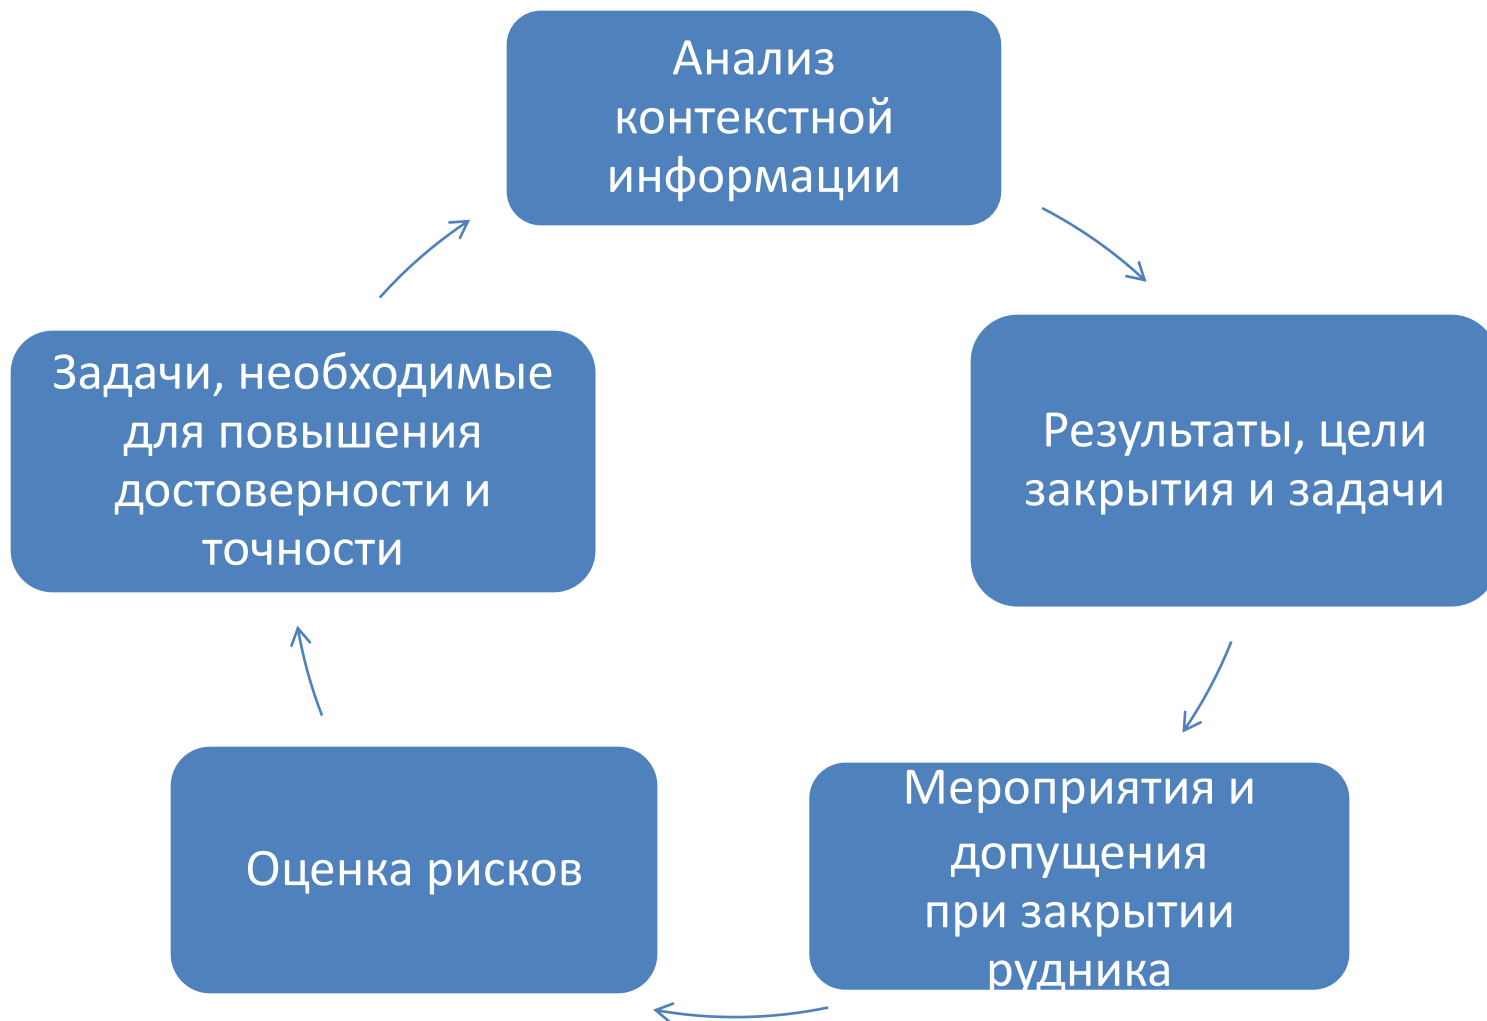 Анализ
контекстной
информации
Результаты, цели
закрытия и задачи
Мероприятия и
допущения
при закрытии
рудника
Оценка рисков
Задачи, необходимые
для повышения
достоверности и
точности